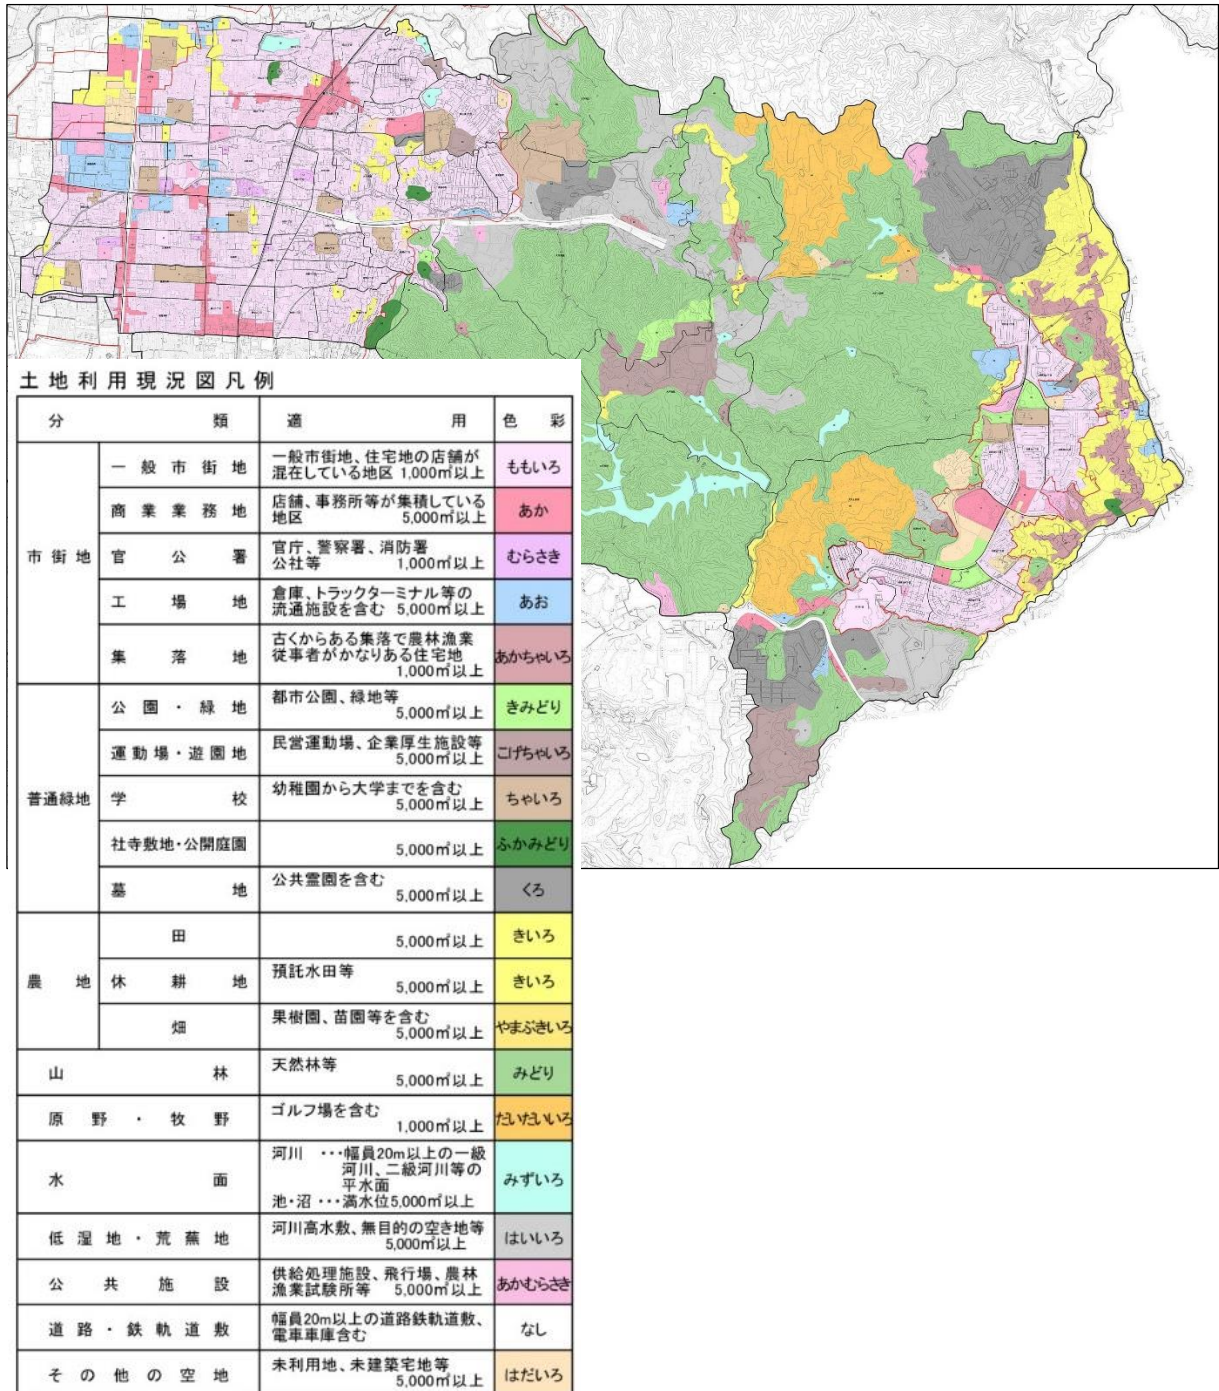 土地利用現況図凡例
分類 適用 色彩
市街地
一般市街地 一般市街地、住宅地の店舗が
混在している地区 1,000㎡以上 ももいろ
商業業務地 店舗、事務所等が集積している
地区 5,000㎡以上 あか
官公署 官庁、警察署、消防署
公社等 1,000㎡以上 むらさき
工場地 倉庫、トラックターミナル等の
流通施設を含む 5,000㎡以上 あお
集落地 古くからある集落で農林漁業
従事者がかなりある住宅地
1,000㎡以上 あかちゃいろ
普通緑地
公園・緑地 都市公園、緑地等
5,000㎡以上 きみどり
運動場・遊園地 民営運動場、企業厚生施設等
5,000㎡以上 こげちゃいろ
学校 幼稚園から大学までを含む
5,000㎡以上 ちゃいろ
社寺敷地・公開庭園 5,000㎡以上 ふかみどり
墓地 公共霊園を含む
5,000㎡以上 くろ
農地
田 5,000㎡以上 きいろ
休耕地 預託水田等
5,000㎡以上 きいろ
畑 果樹園、苗園等を含む
5,000㎡以上 やまぶきいろ
山林 天然林等
5,000㎡以上 みどり
原野・牧野 ゴルフ場を含む
1,000㎡以上 だいだいいろ
水面 河川 ・・・幅員20m以上の一級
河川、二級河川等の
平水面
池・沼 ・・・満水位5,000㎡以上 みずいろ
低湿地・荒蕪地 河川高水敷、無目的の空き地等
5,000㎡以上 はいいろ
公共施設 供給処理施設、飛行場、農林
漁業試験所等 5,000㎡以上 あかむらさき
道路・鉄軌道敷 幅員20m以上の道路鉄軌道敷、
電車車庫含む なし
その他の空地 未利用地、未建築宅地等
5,000㎡以上 はだいろ